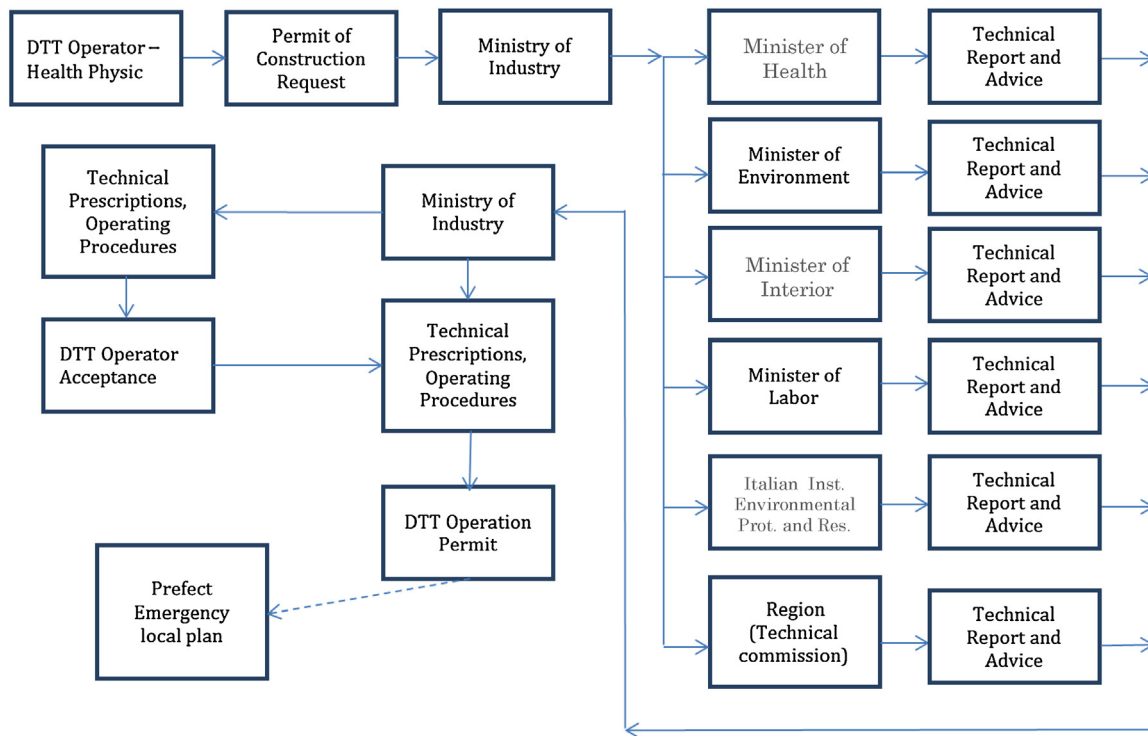 DTT Operator –
Health Physic
Permit of
Construction
Request
Ministry of
Industry
Minister of
Health
Technical
Report and
Advice
Minister of
Environment
Technical
Report and
Advice
Technical
Prescriptions,
Operating
Procedures
Ministry of
Industry
Minister of
Interior
Technical
Report and
Advice
DTT Operator
Acceptance
Technical
Prescriptions,
Operating
Procedures
Minister of
Labor
Technical
Report and
Advice
Italian Inst.
Environmental
Prot. and Res.
Technical
Report and
Advice
DTT Operation
Permit
Prefect
Emergency
local plan
Region
(Technical
commission)
Technical
Report and
Advice